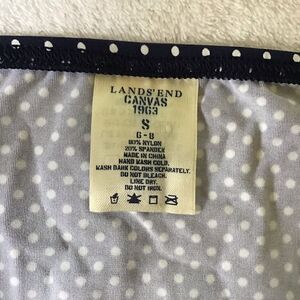 LANDS' END
CANVAS
1963
S
6-8
80% NYLON
20% SPANDEX
MADE IN CHINA
HAND WASH COLD.
WASH DARK COLORS SEPARATELY.
DO NOT BLEACH.
LINE DRY.
DO NOT IRON.